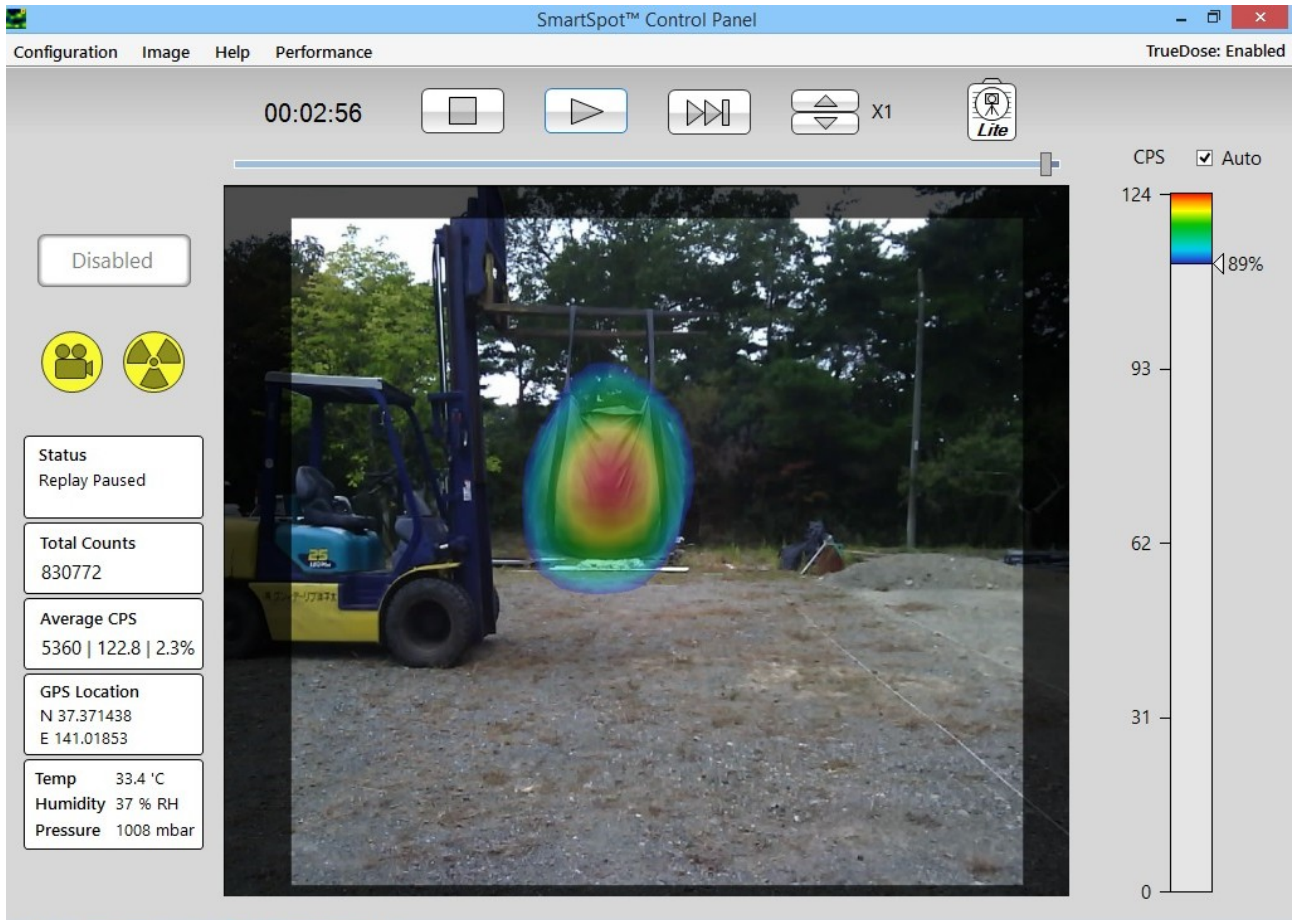 SmartSpot™ Control Panel
Configuration Image Help Performance
TrueDose: Enabled
00:02:56
X1
Lite
CPS
Auto
124
89%
93
62
31
0
Disabled
Status
Replay Paused
Total Counts
830772
Average CPS
5360 | 122.8 | 2.3%
GPS Location
N 37.371438
E 141.01853
Temp 33.4 'C
Humidity 37 % RH
Pressure 1008 mbar
25